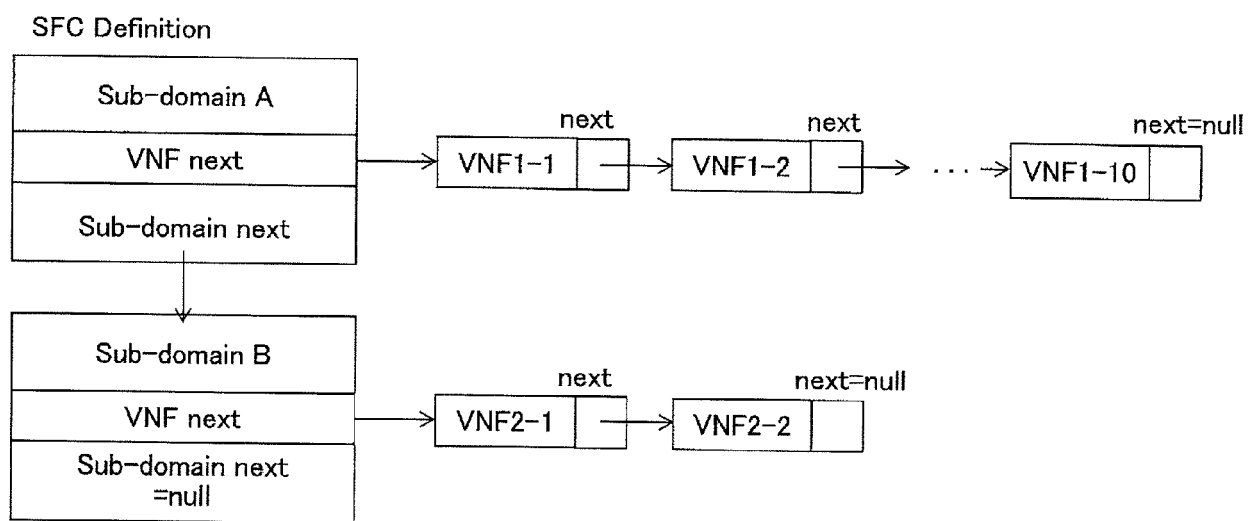 SFC Definition
Sub-domain A
VNF next
Sub-domain next
next
next
next=null
VNF1-1
VNF1-2
...
VNF1-10
Sub-domain B
VNF next
Sub-domain next
=null
next
next=null
VNF2-1
VNF2-2